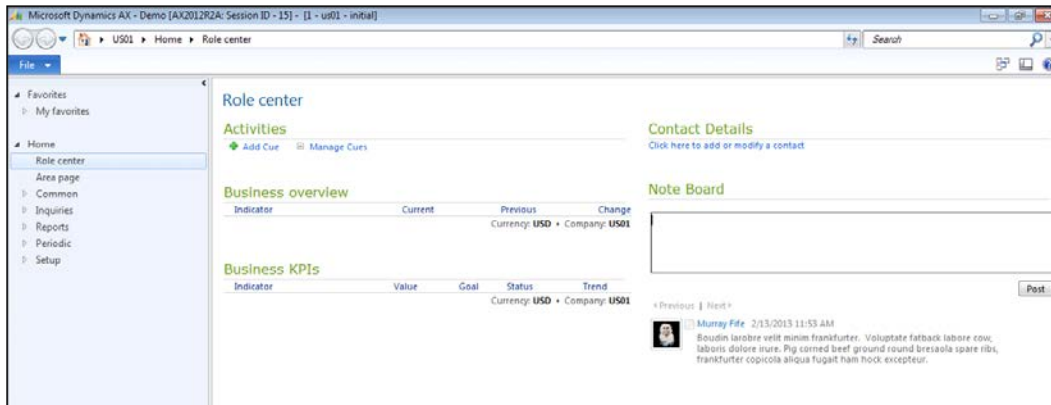 Microsoft Dynamics AX - Demo [AX2012R2A: Session ID - 15] - [1 - us01 - initial]
US01 Home Role center
Search
File
Favorites
My favorites
Home
Role center
Area page
Common
Inquiries
Reports
Periodic
Setup
Role center
Activities
Add Cue Manage Cues
Business overview
Indicator Current Previous Change
Currency: USD • Company: US01
Business KPIs
Indicator Value Goal Status Trend
Currency: USD • Company: US01
Contact Details
Click here to add or modify a contact
Note Board
Post
Previous | Next
Murray Fife 2/13/2013 11:53 AM
Boudin larobre velit minim frankfurter. Voluptate fatback labore cow,
laboris dolore irure. Pig corned beef ground round bresaola spare ribs,
frankfurter copicola aliqua fugait ham hock excepteur.